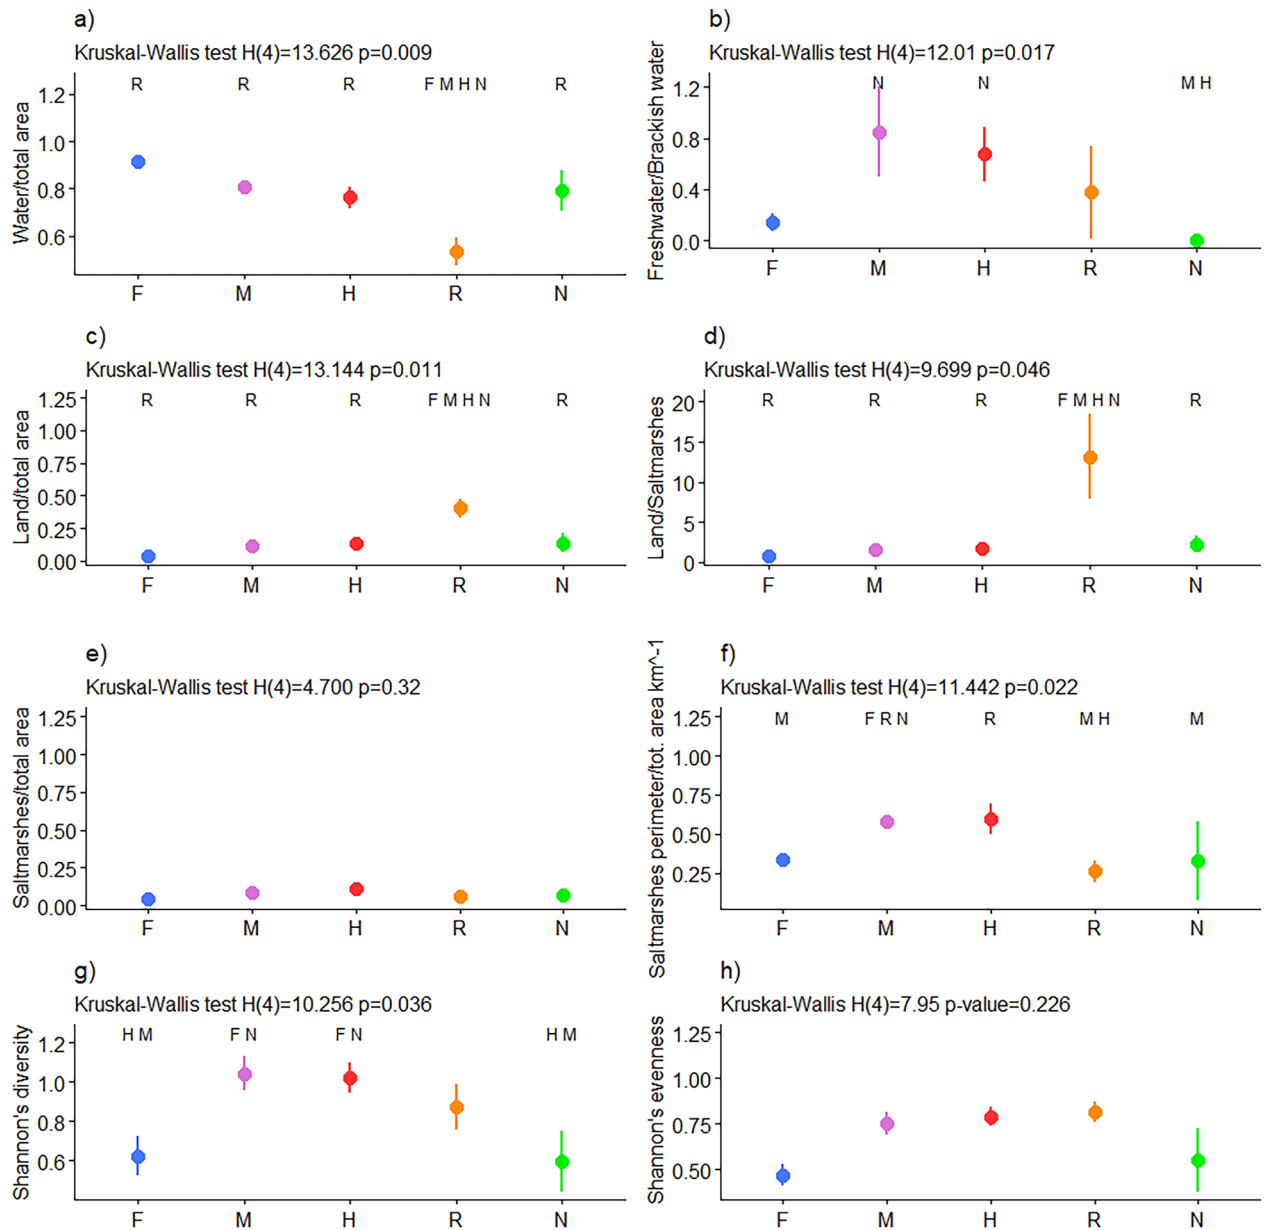 a)
Kruskal-Wallis test H(4)=13.626 p=0.009
R R R F M H N R
Water/total area
1.2
1.0
0.8
0.6
F M H R N
b)
Kruskal-Wallis test H(4)=12.01 p=0.017
N N M H
Freshwater/Brackish water
1.2
0.8
0.4
0.0
F M H R N
c)
Kruskal-Wallis test H(4)=13.144 p=0.011
R R R F M H N R
Land/total area
1.25
1.00
0.75
0.50
0.25
0.00
F M H R N
d)
Kruskal-Wallis test H(4)=9.699 p=0.046
R R R F M H N R
Land/Saltmarshes
20
15
10
5
0
F M H R N
e)
Kruskal-Wallis test H(4)=4.700 p=0.32
Saltmarshes/total area
1.25
1.00
0.75
0.50
0.25
0.00
F M H R N
f)
Kruskal-Wallis test H(4)=11.442 p=0.022
M F R N R M H M
Saltmarshes perimeter/tot. area km^-1
1.25
1.00
0.75
0.50
0.25
F M H R N
g)
Kruskal-Wallis test H(4)=10.256 p=0.036
H M F N F N H M
Shannon's diversity
1.2
1.0
0.8
0.6
F M H R N
h)
Kruskal-Wallis H(4)=7.95 p-value=0.226
Shannon's evenness
1.25
1.00
0.75
0.50
F M H R N